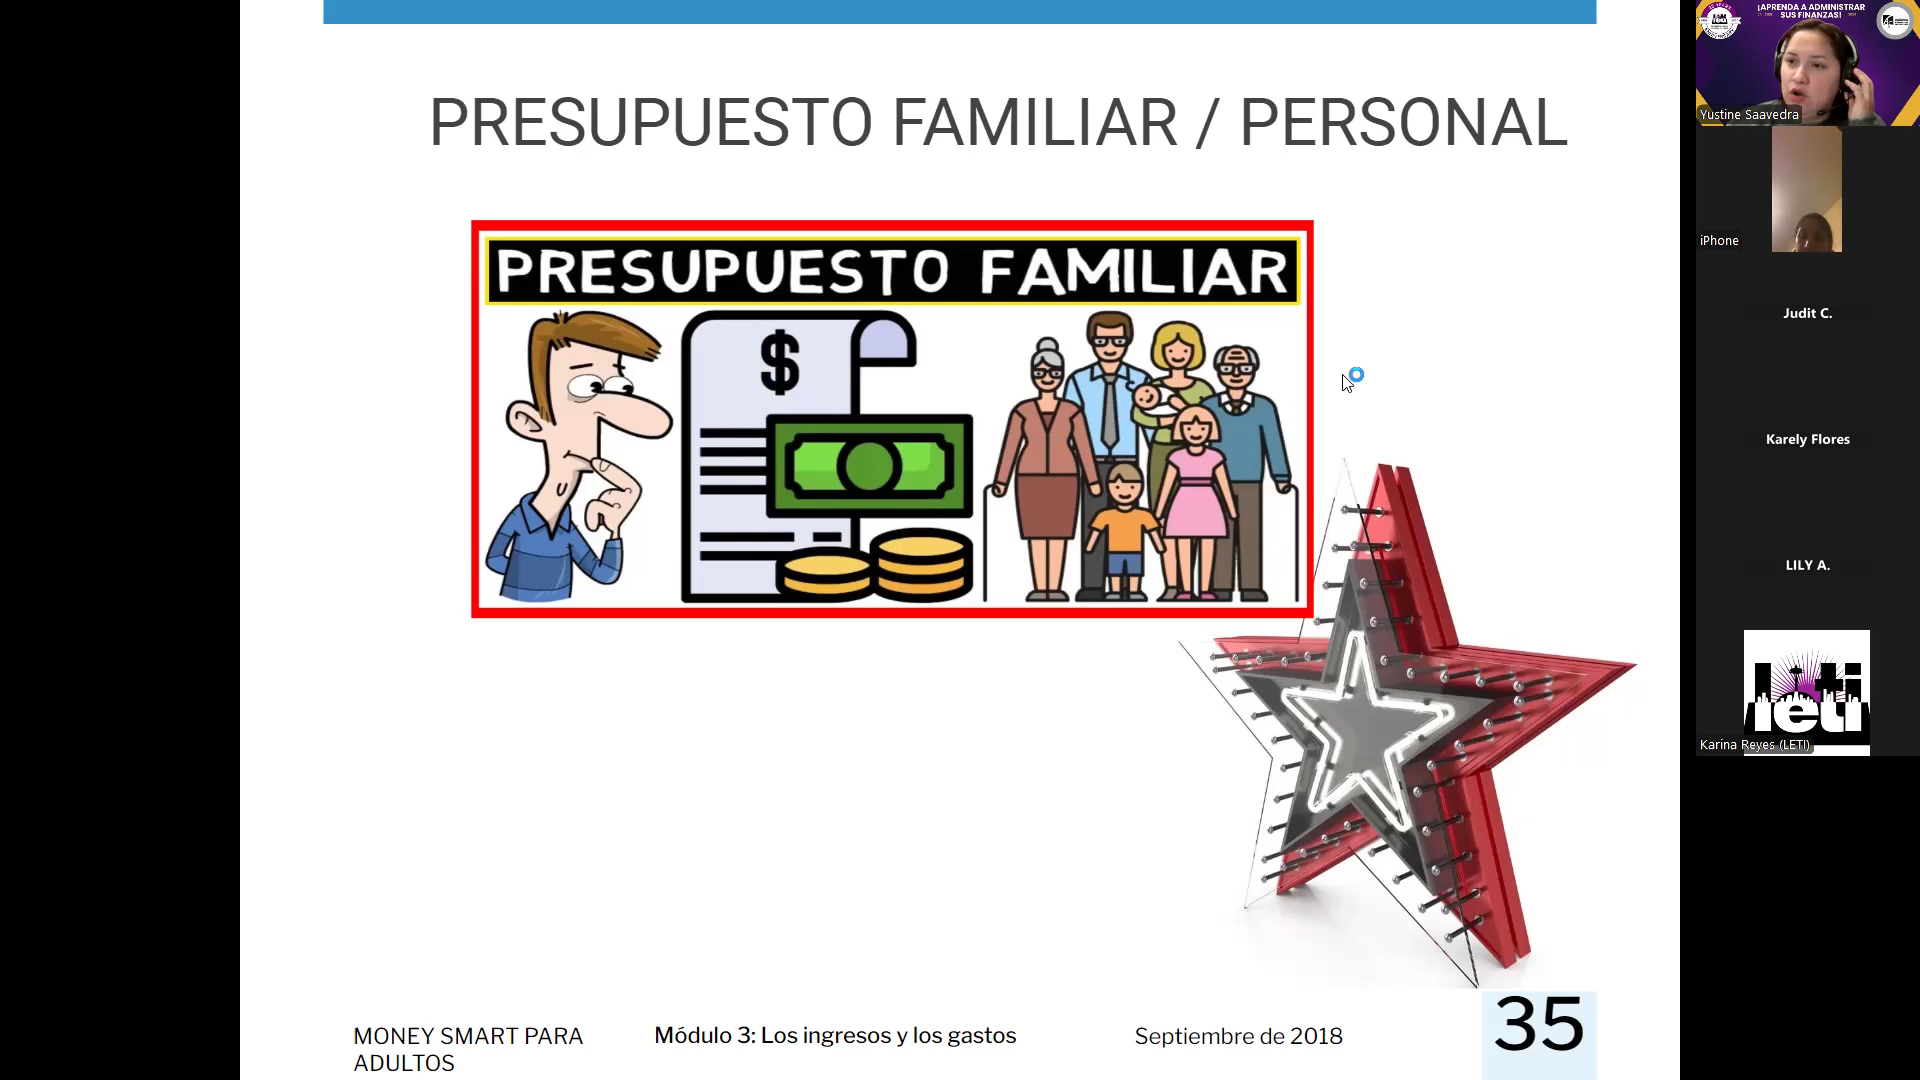 PRESUPUESTO FAMILIAR / PERSONAL
PRESUPUESTO FAMILIAR
$
MONEY SMART PARA
ADULTOS
Módulo 3: Los ingresos y los gastos
Septiembre de 2018
35
¡APRENDA A ADMINISTRAR
SUS FINANZAS!
Yustine Saavedra
iPhone
Judit C.
Karely Flores
LILY A.
leti
Karina Reyes (LETI)